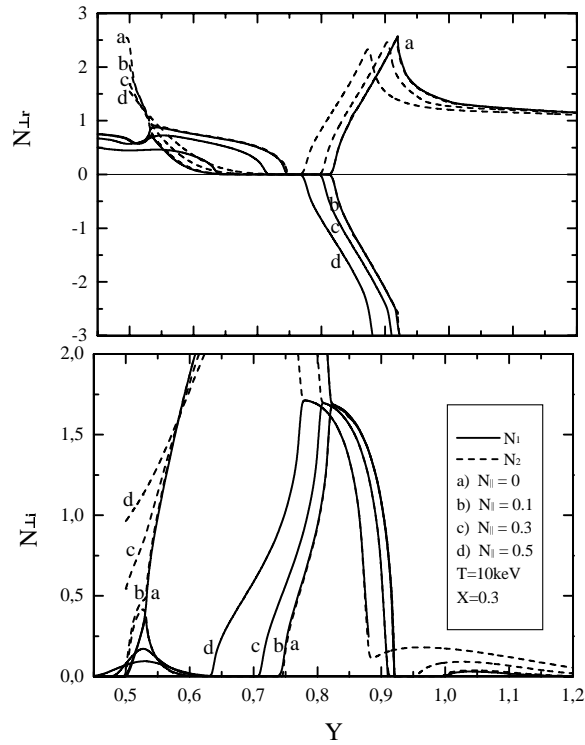 3
a
a
2
b
c
d
1
N⊥r
0
b
c
-1
d
-2
-3
2,0
1,5
N1
N2
a) N|| = 0
d
b) N|| = 0.1
1,0
N⊥i
c) N|| = 0.3
c
d) N|| = 0.5
T=10keV
b a
0,5
X=0.3
d c b a
0,0
0,5 0,6 0,7 0,8 0,9 1,0 1,1 1,2
Y